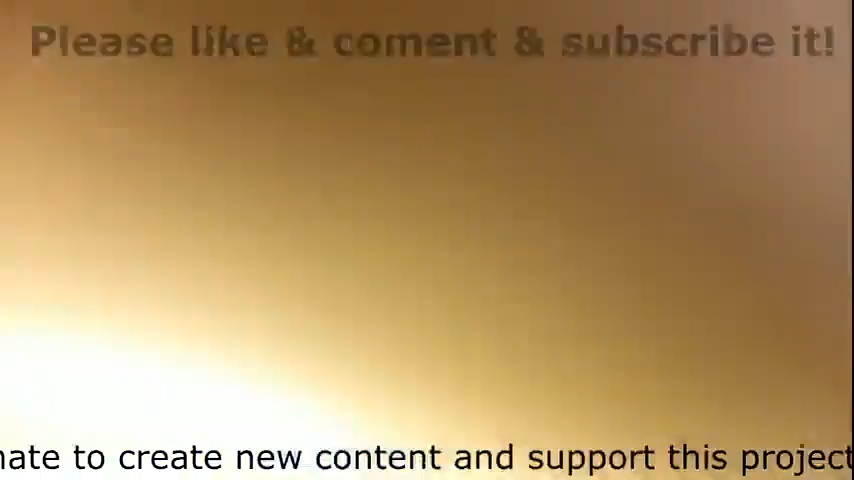 Please like & coment & subscribe it!
nate to create new content and support this project